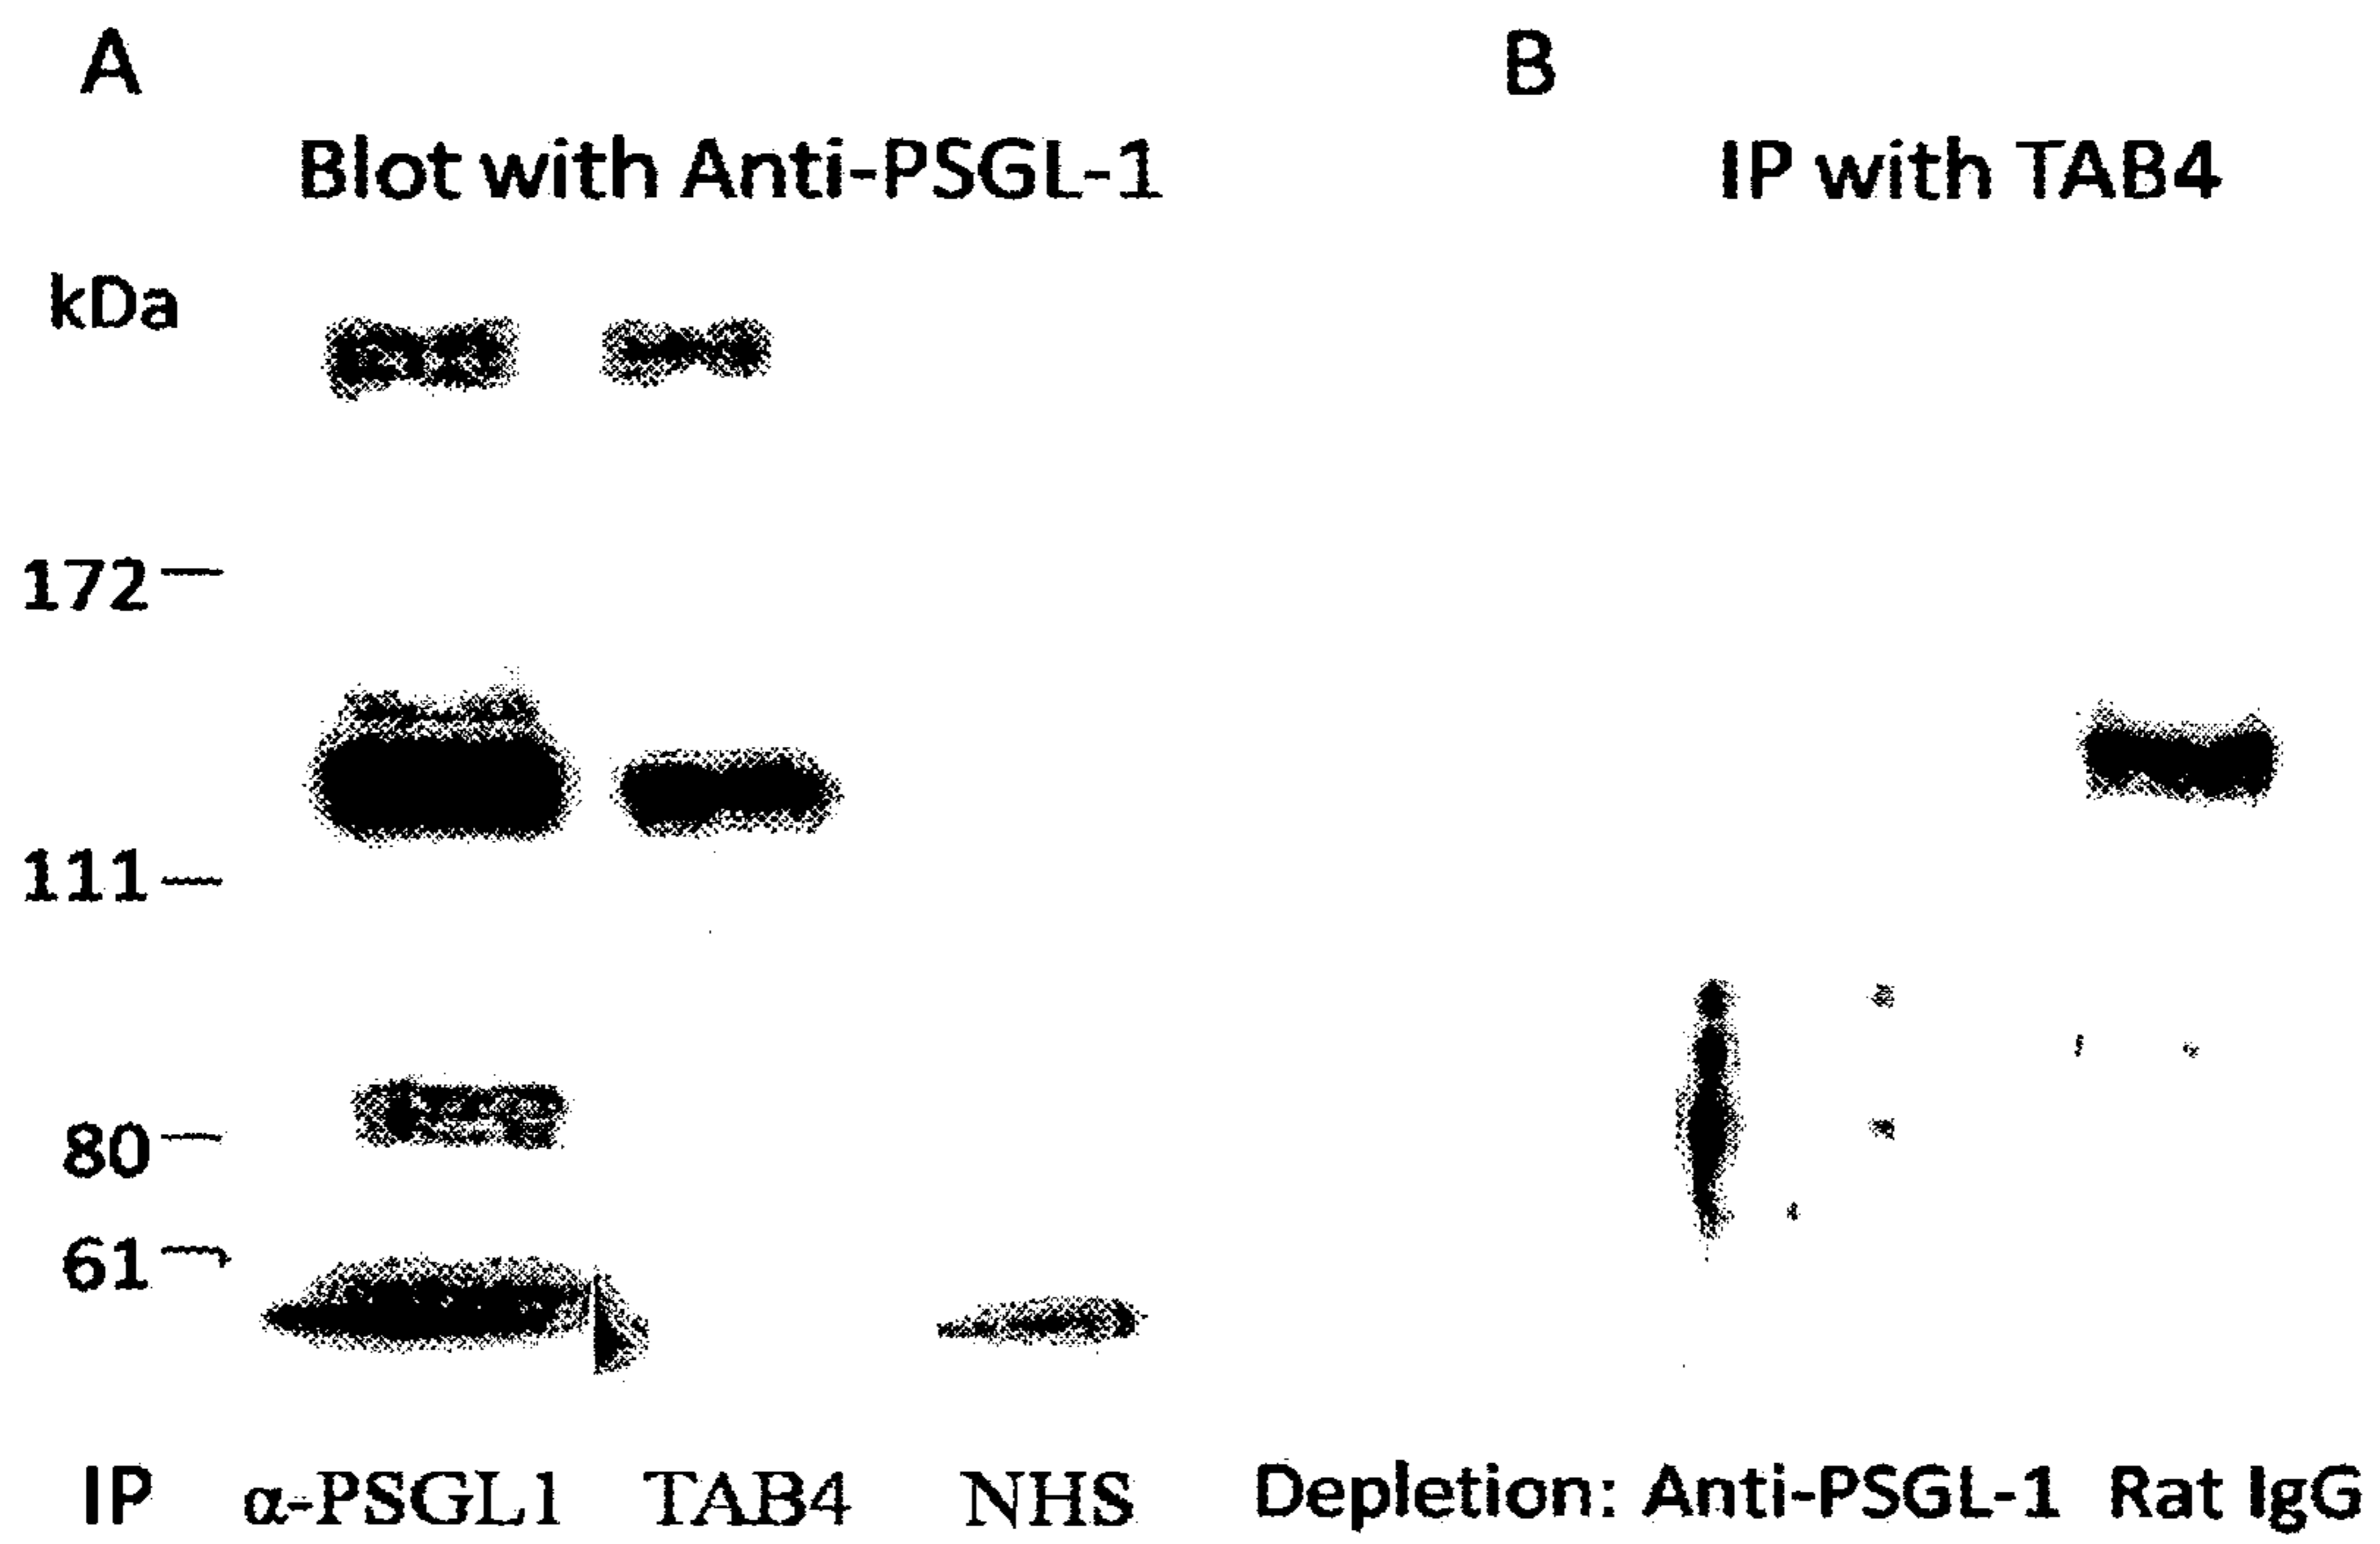 A
Blot with Anti-PSGL-1
kDa
172
111
80
61
IP α-PSGL1 TAB4 NHS
B
IP with TAB4
Depletion: Anti-PSGL-1 Rat IgG